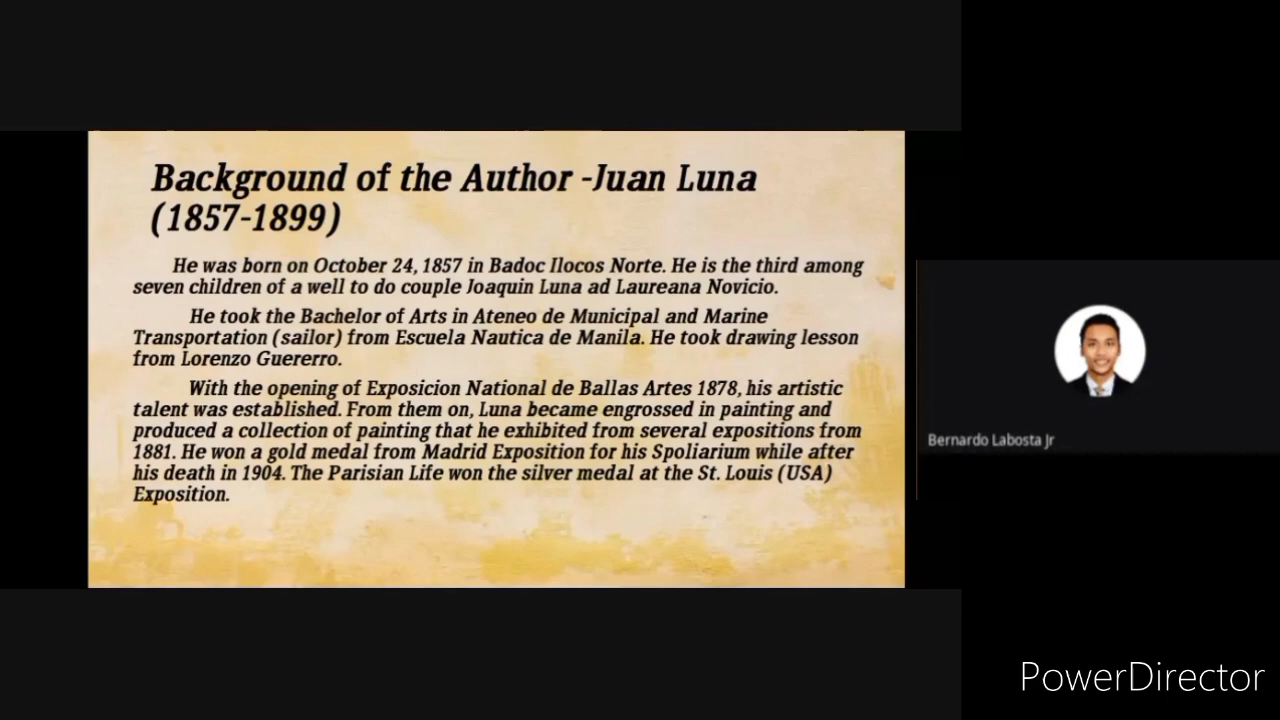 Background of the Author -Juan Luna
(1857-1899)
He was born on October 24, 1857 in Badoc Ilocos Norte. He is the third among
seven children of a well to do couple Joaquin Luna ad Laureana Novicio.
He took the Bachelor of Arts in Ateneo de Municipal and Marine
Transportation (sailor) from Escuela Nautica de Manila. He took drawing lesson
from Lorenzo Guererro.
With the opening of Exposicion National de Ballas Artes 1878, his artistic
talent was established. From them on, Luna became engrossed in painting and
produced a collection of painting that he exhibited from several expositions from
1881. He won a gold medal from Madrid Exposition for his Spoliarium while after
his death in 1904. The Parisian Life won the silver medal at the St. Louis (USA)
Exposition.
Bernardo Labosta Jr
PowerDirector